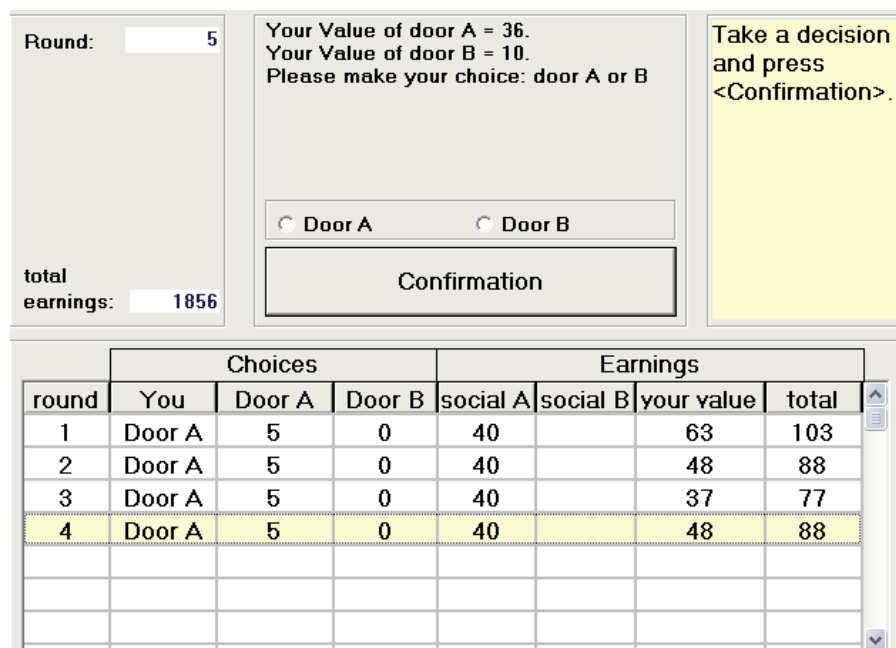 Round: 5
total
earnings: 1856
Your Value of door A = 36.
Your Value of door B = 10.
Please make your choice: door A or B
Door A Door B
Confirmation
Take a decision
and press
<Confirmation>.
Choices Earnings
round You Door A Door B social A social B your value total
1 Door A 5 0 40 63 103
2 Door A 5 0 40 48 88
3 Door A 5 0 40 37 77
4 Door A 5 0 40 48 88